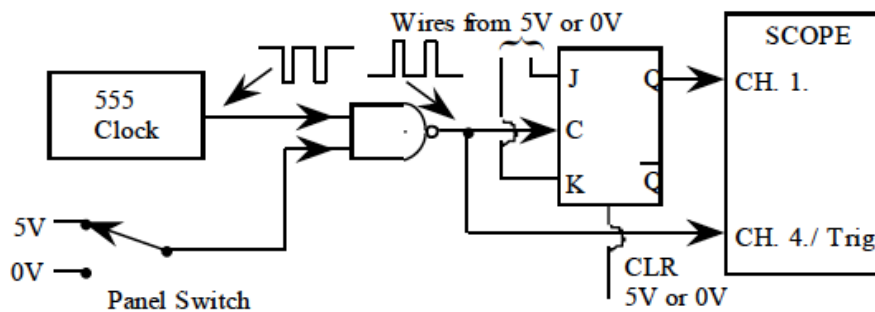 Wires from 5V or 0V
SCOPE
555
Clock
J
Q
CH. 1.
C
K
Q
5V
0V
CH. 4./ Trig
CLR
5V or 0V
Panel Switch